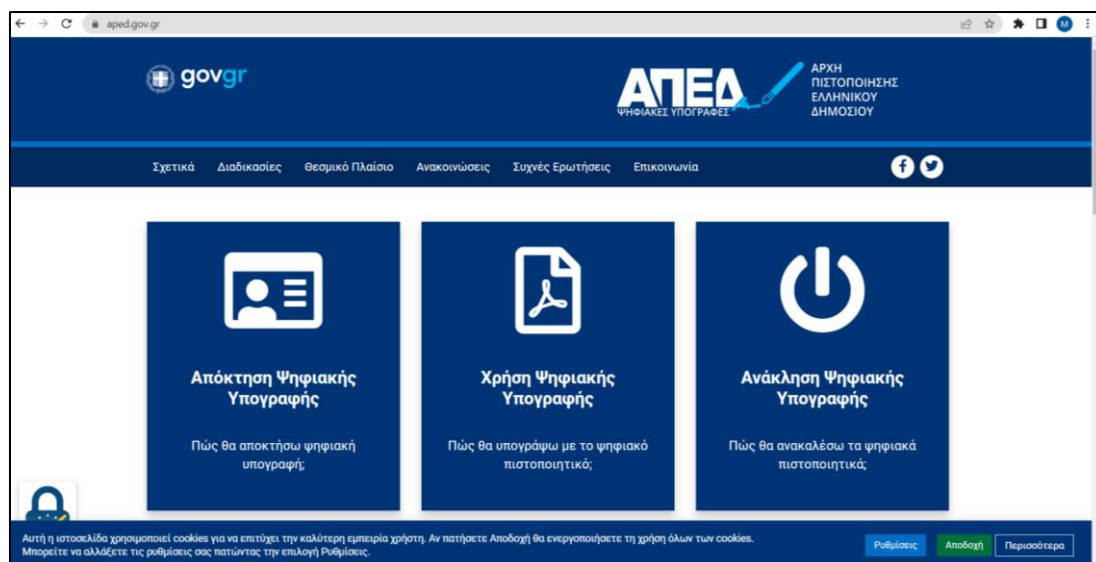 aped.gov.gr
M
govgr
ΑΠΕΔ
ΨΗΦΙΑΚΕΣ ΥΠΟΓΡΑΦΕΣ
ΑΡΧΗ
ΠΙΣΤΟΠΟΙΗΣΗΣ
ΕΛΛΗΝΙΚΟΥ
ΔΗΜΟΣΙΟΥ
Σχετικά Διαδικασίες Θεσμικό Πλαίσιο Ανακοινώσεις Συχνές Ερωτήσεις Επικοινωνία
Απόκτηση Ψηφιακής
Υπογραφής
Πώς θα αποκτήσω ψηφιακή
υπογραφή;
Χρήση Ψηφιακής
Υπογραφής
Πώς θα υπογράψω με το ψηφιακό
πιστοποιητικό;
Ανάκληση Ψηφιακής
Υπογραφής
Πώς θα ανακαλέσω τα ψηφιακά
πιστοποιητικά;
Αυτή η ιστοσελίδα χρησιμοποιεί cookies για να επιτύχει την καλύτερη εμπειρία χρήστη. Αν πατήσετε Αποδοχή θα ενεργοποιήσετε τη χρήση όλων των cookies.
Μπορείτε να αλλάξετε τις ρυθμίσεις σας πατώντας την επιλογή Ρυθμίσεις.
Ρυθμίσεις Αποδοχή Περισσότερα